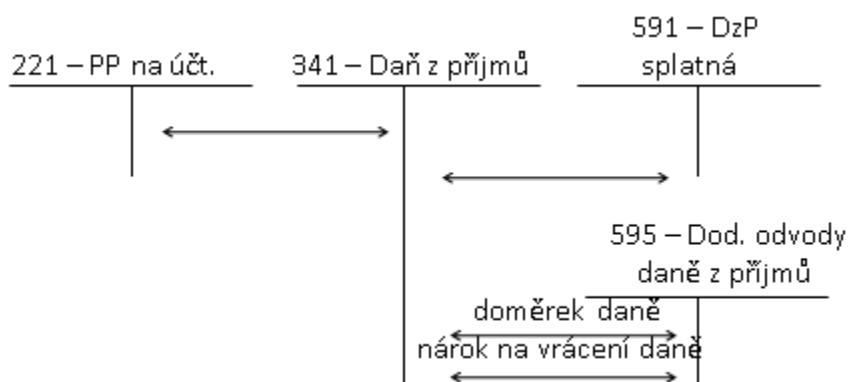 591 – DzP
221 – PP na účt. 341 – Daň z příjmů splatná
595 – Dod. odvody
daně z příjmů
doměrek daně
nárok na vrácení daně